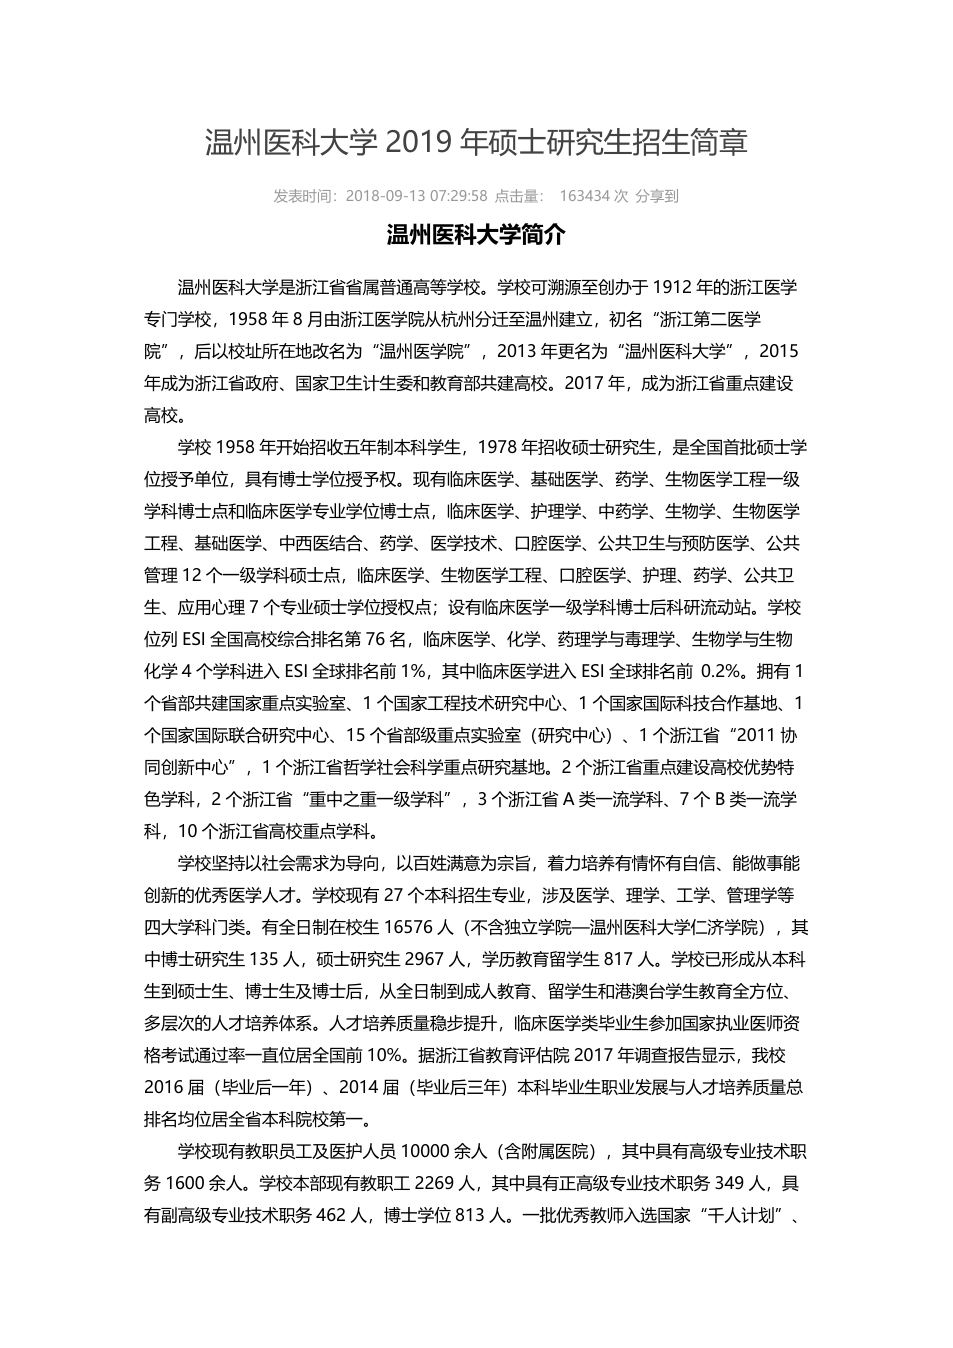 温州医科大学 2019 年硕士研究生招生简章
发表时间：2018-09-13 07:29:58 点击量： 163434 次 分享到
温州医科大学简介
温州医科大学是浙江省省属普通高等学校。学校可溯源至创办于 1912 年的浙江医学
专门学校，1958 年 8 月由浙江医学院从杭州分迁至温州建立，初名“浙江第二医学
院”，后以校址所在地改名为“温州医学院”，2013 年更名为“温州医科大学”，2015
年成为浙江省政府、国家卫生计生委和教育部共建高校。2017 年，成为浙江省重点建设
高校。
学校 1958 年开始招收五年制本科学生，1978 年招收硕士研究生，是全国首批硕士学
位授予单位，具有博士学位授予权。现有临床医学、基础医学、药学、生物医学工程一级
学科博士点和临床医学专业学位博士点，临床医学、护理学、中药学、生物学、生物医学
工程、基础医学、中西医结合、药学、医学技术、口腔医学、公共卫生与预防医学、公共
管理 12 个一级学科硕士点，临床医学、生物医学工程、口腔医学、护理、药学、公共卫
生、应用心理 7 个专业硕士学位授权点；设有临床医学一级学科博士后科研流动站。学校
位列 ESI 全国高校综合排名第 76 名，临床医学、化学、药理学与毒理学、生物学与生物
化学 4 个学科进入 ESI 全球排名前 1%，其中临床医学进入 ESI 全球排名前 0.2%。拥有 1
个省部共建国家重点实验室、1 个国家工程技术研究中心、1 个国家国际科技合作基地、1
个国家国际联合研究中心、15 个省部级重点实验室（研究中心）、1 个浙江省“2011 协
同创新中心”，1 个浙江省哲学社会科学重点研究基地。2 个浙江省重点建设高校优势特
色学科，2 个浙江省“重中之重一级学科”，3 个浙江省 A 类一流学科、7 个 B 类一流学
科，10 个浙江省高校重点学科。
学校坚持以社会需求为导向，以百姓满意为宗旨，着力培养有情怀有自信、能做事能
创新的优秀医学人才。学校现有 27 个本科招生专业，涉及医学、理学、工学、管理学等
四大学科门类。有全日制在校生 16576 人（不含独立学院—温州医科大学仁济学院），其
中博士研究生 135 人，硕士研究生 2967 人，学历教育留学生 817 人。学校已形成从本科
生到硕士生、博士生及博士后，从全日制到成人教育、留学生和港澳台学生教育全方位、
多层次的人才培养体系。人才培养质量稳步提升，临床医学类毕业生参加国家执业医师资
格考试通过率一直位居全国前 10%。据浙江省教育评估院 2017 年调查报告显示，我校
2016 届（毕业后一年）、2014 届（毕业后三年）本科毕业生职业发展与人才培养质量总
排名均位居全省本科院校第一。
学校现有教职员工及医护人员 10000 余人（含附属医院），其中具有高级专业技术职
务 1600 余人。学校本部现有教职工 2269 人，其中具有正高级专业技术职务 349 人，具
有副高级专业技术职务 462 人，博士学位 813 人。一批优秀教师入选国家“千人计划”、